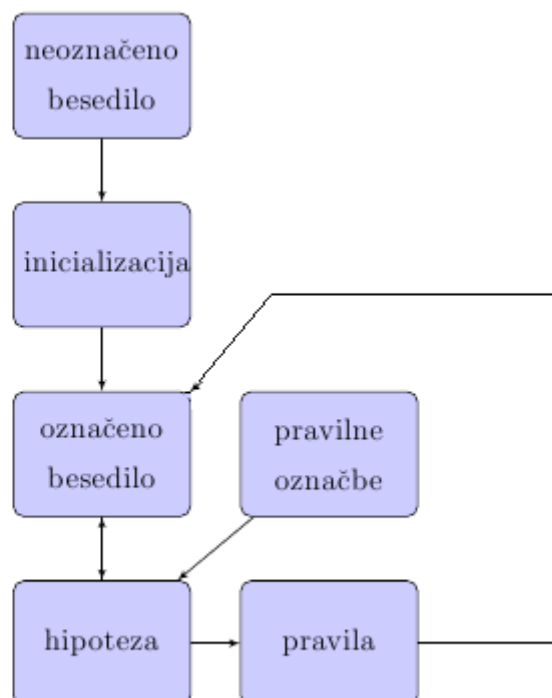 neoznačeno
besedilo
inicializacija
označeno
besedilo
pravilne
označbe
hipoteza
pravila